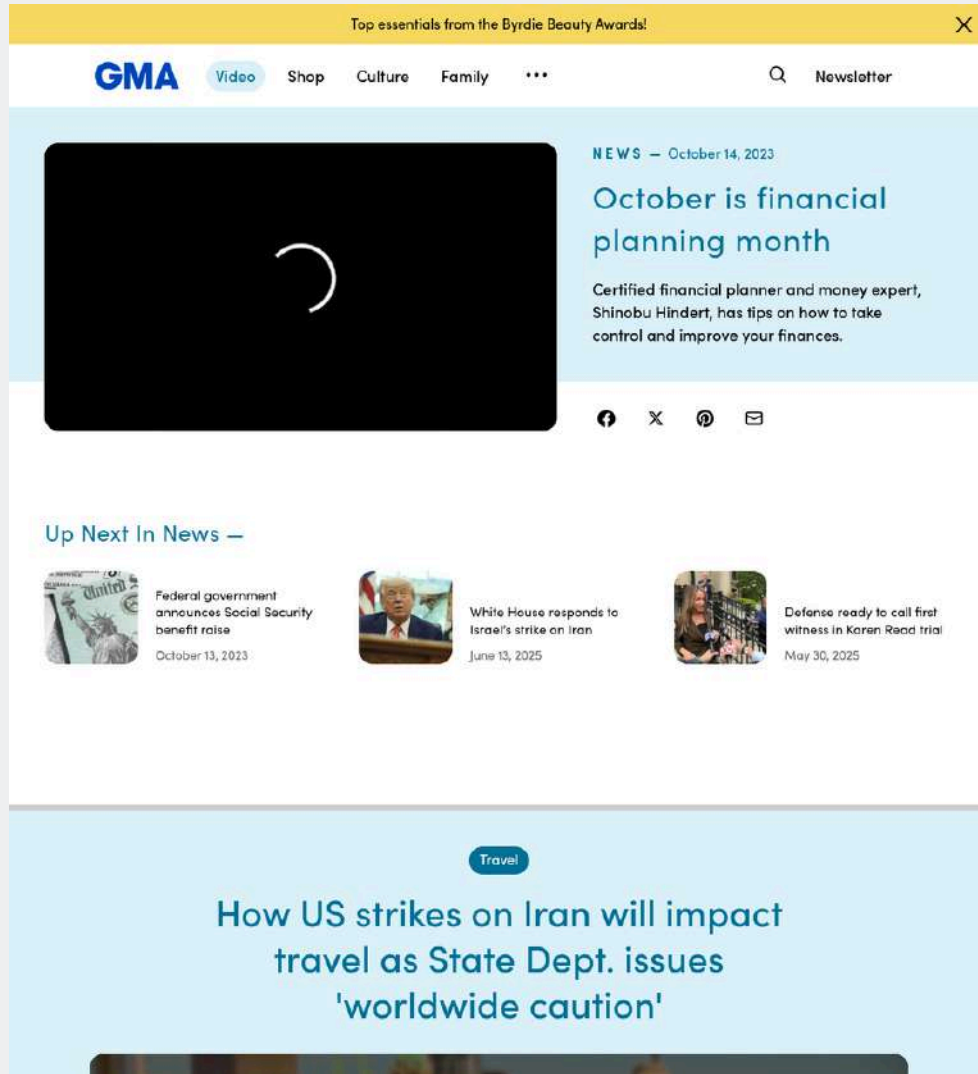 Top essentials from the Byrdie Beauty Awards!
GMA Video Shop Culture Family ••• Newsletter
NEWS — October 14, 2023
October is financial
planning month
Certified financial planner and money expert,
Shinobu Hindert, has tips on how to take
control and improve your finances.
Up Next In News —
United
Federal government
announces Social Security
benefit raise
October 13, 2023
White House responds to
Israel's strike on Iran
June 13, 2025
Defense ready to call first
witness in Karen Read trial
May 30, 2025
Travel
How US strikes on Iran will impact
travel as State Dept. issues
'worldwide caution'